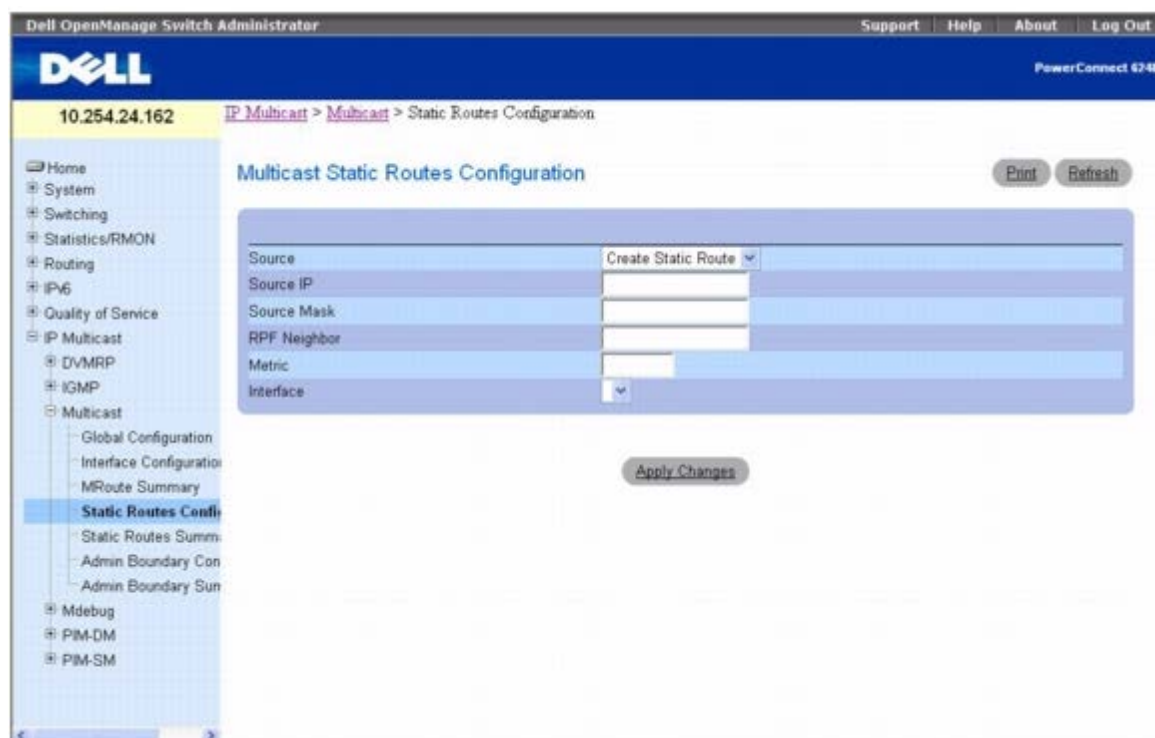 Dell OpenManage Switch Administrator
Support Help About Log Out
DELL
PowerConnect 6248
10.254.24.162
IP Multicast > Multicast > Static Routes Configuration
Home
System
Switching
Statistics/RMON
Routing
IPv6
Quality of Service
IP Multicast
DVMRP
IGMP
Multicast
Global Configuration
Interface Configuration
MRoute Summary
Static Routes Confi
Static Routes Summ
Admin Boundary Con
Admin Boundary Sum
Mdebug
PIM-DM
PIM-SM
Multicast Static Routes Configuration
Print Refresh
Source Create Static Route
Source IP
Source Mask
RPF Neighbor
Metric
Interface
Apply Changes